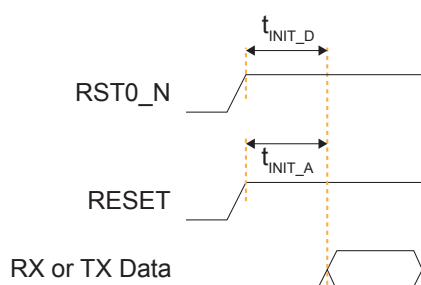 tINIT_D
RST0_N
tINIT_A
RESET
RX or TX Data